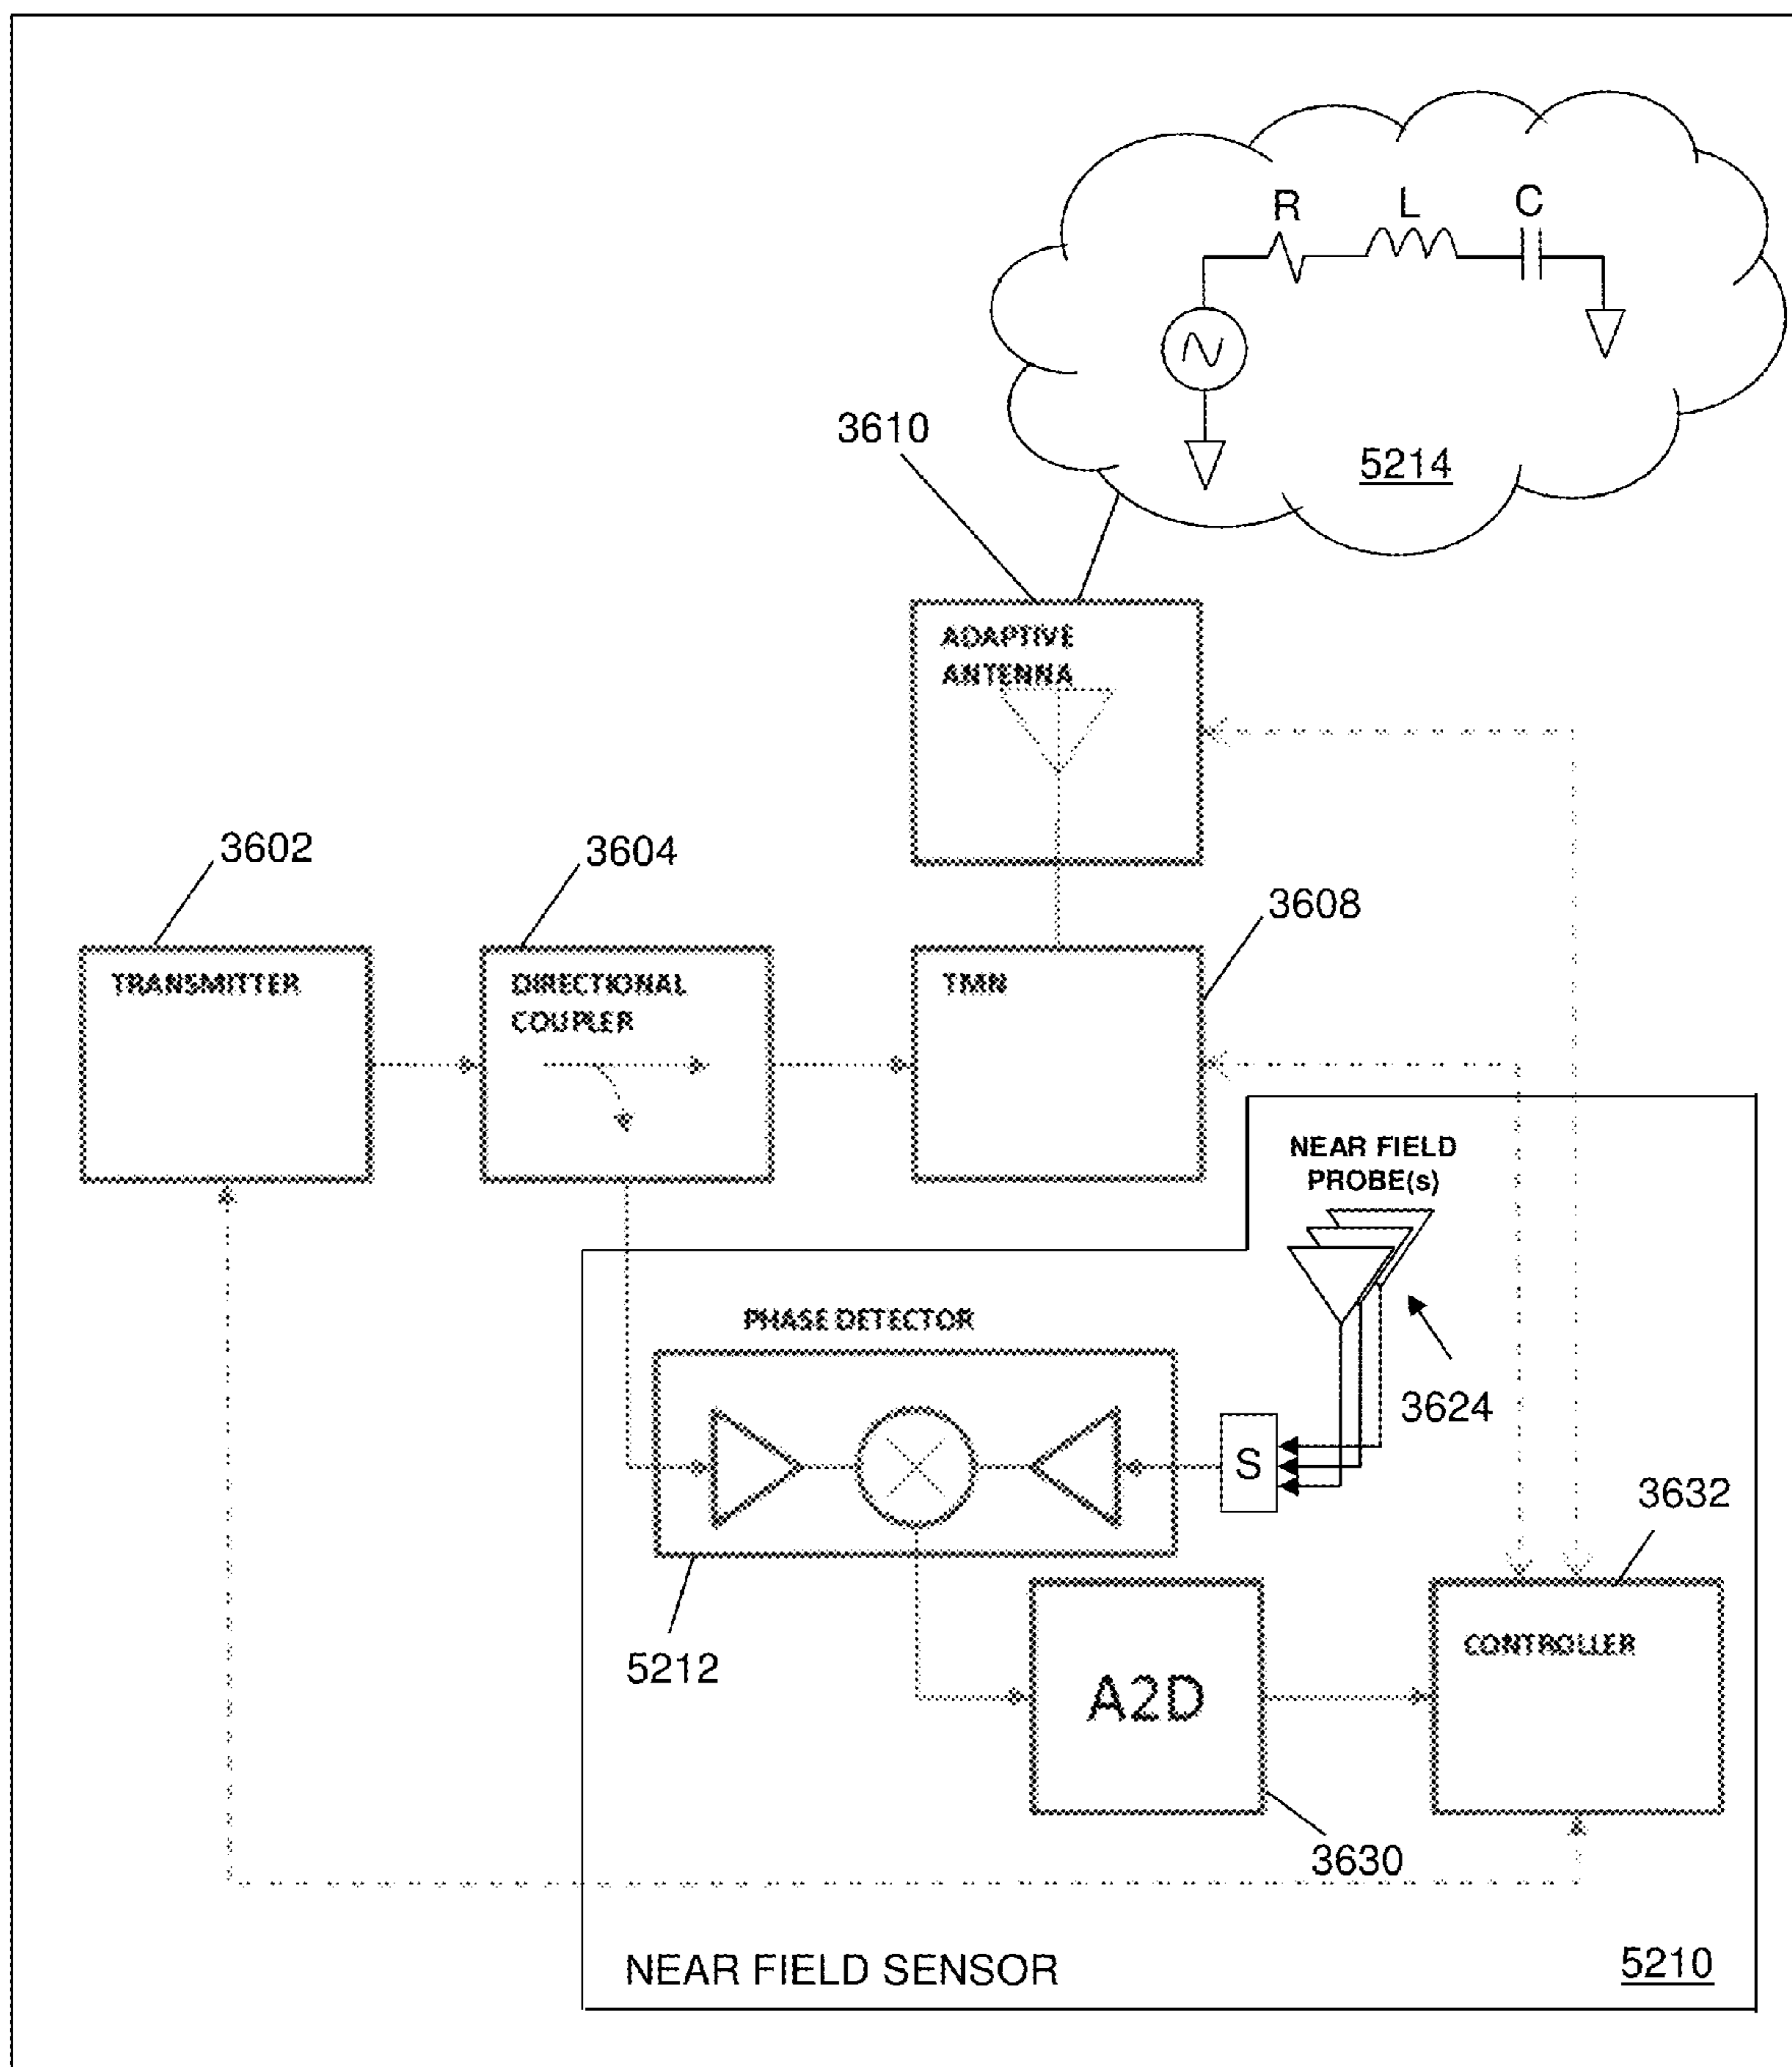 R
L
C
3610
5214
ADAPTIVE
ANTENNA
3602
3604
3608
TRANSMITTER
DIRECTIONAL
COUPLER
TMN
NEAR FIELD
PROBE(s)
PHASE DETECTOR
3624
S
3632
5212
CONTROLLER
A2D
3630
NEAR FIELD SENSOR
5210